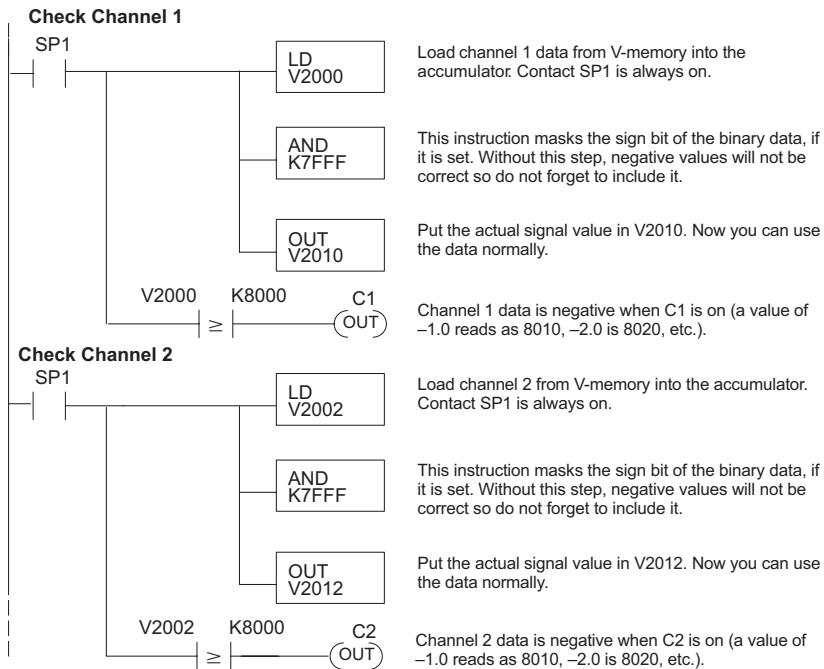 Check Channel 1
SP1
LD
V2000
Load channel 1 data from V-memory into the
accumulator. Contact SP1 is always on.
AND
K7FFF
This instruction masks the sign bit of the binary data, if
it is set. Without this step, negative values will not be
correct so do not forget to include it.
OUT
V2010
Put the actual signal value in V2010. Now you can use
the data normally.
V2000 K8000 C1
≥ OUT
Channel 1 data is negative when C1 is on (a value of
–1.0 reads as 8010, –2.0 is 8020, etc.).
Check Channel 2
SP1
LD
V2002
Load channel 2 from V-memory into the accumulator.
Contact SP1 is always on.
AND
K7FFF
This instruction masks the sign bit of the binary data, if
it is set. Without this step, negative values will not be
correct so do not forget to include it.
OUT
V2012
Put the actual signal value in V2012. Now you can use
the data normally.
V2002 K8000 C2
≥ OUT
Channel 2 data is negative when C2 is on (a value of
–1.0 reads as 8010, –2.0 is 8020, etc.).